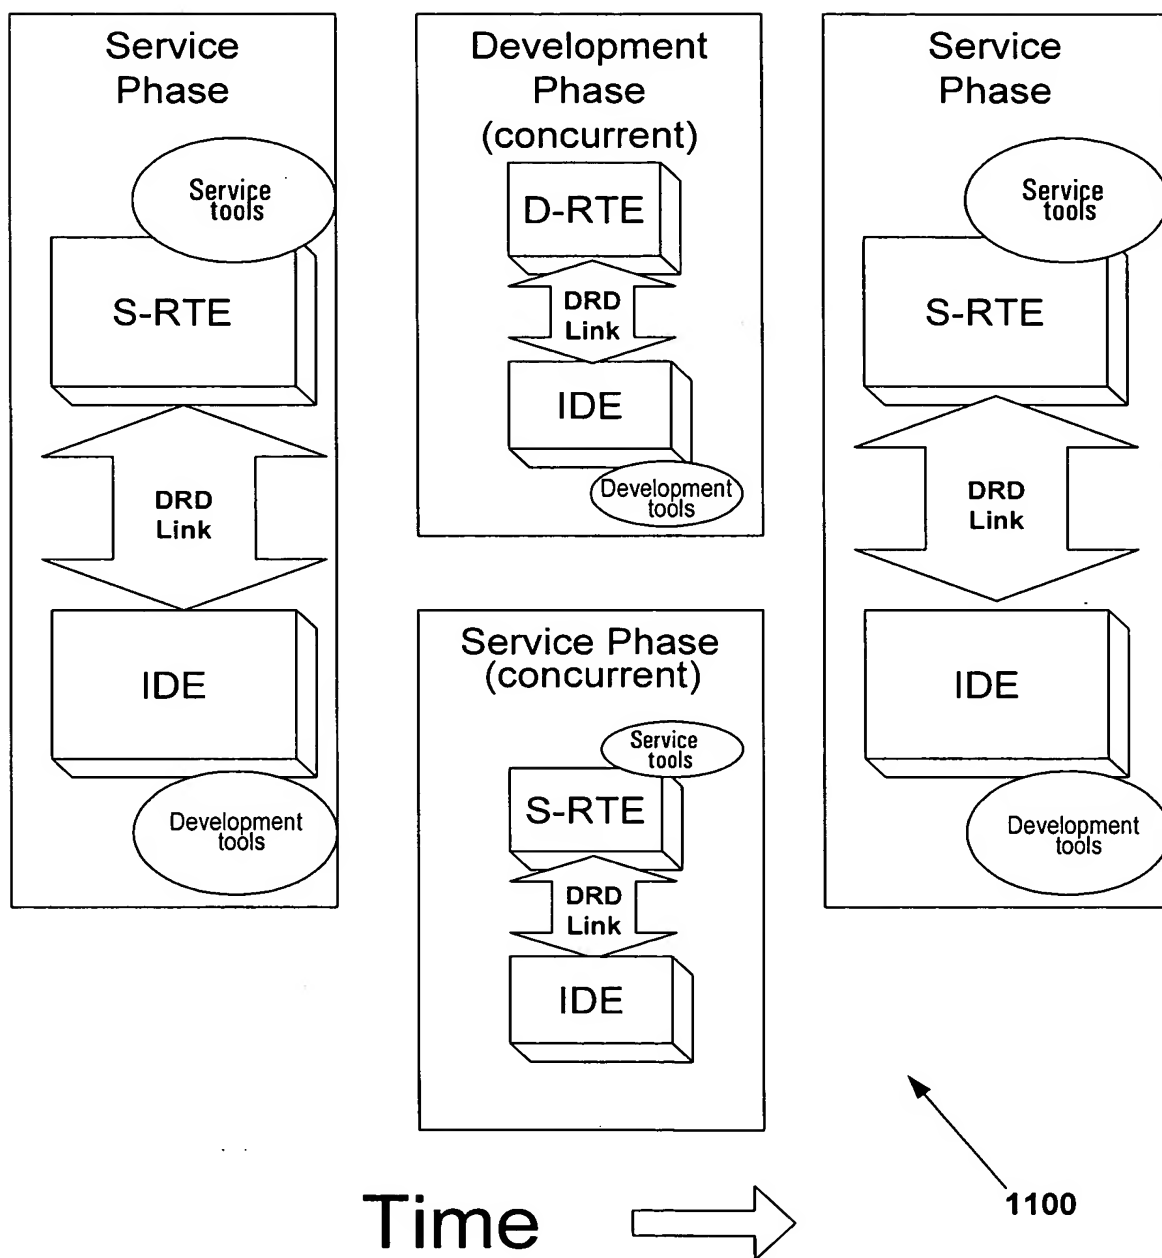 Service
Phase
Service
tools
S-RTE
DRD
Link
IDE
Development
tools
Development
Phase
(concurrent)
D-RTE
DRD
Link
IDE
Development
tools
Service Phase
(concurrent)
Service
tools
S-RTE
DRD
Link
IDE
Service
Phase
Service
tools
S-RTE
DRD
Link
IDE
Development
tools
1100
Time